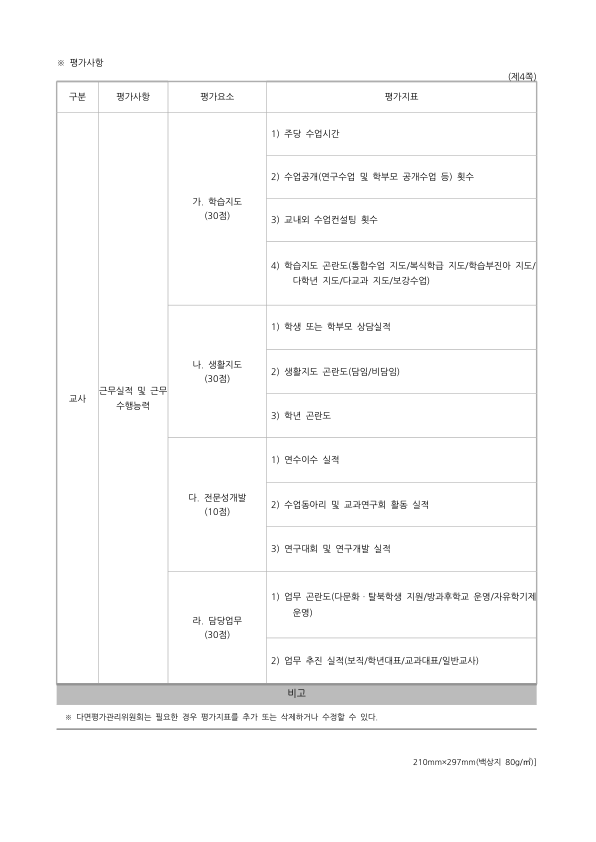 ※ 평가사항
(제4쪽)
구분 평가사항 평가요소 평가지표
교사
근무실적 및 근무
수행능력
가. 학습지도
(30점)
1) 주당 수업시간
2) 수업공개(연구수업 및 학부모 공개수업 등) 횟수
3) 교내외 수업컨설팅 횟수
4) 학습지도 곤란도(통합수업 지도/복식학급 지도/학습부진아 지도/
다학년 지도/다교과 지도/보강수업)
나. 생활지도
(30점)
1) 학생 또는 학부모 상담실적
2) 생활지도 곤란도(담임/비담임)
3) 학년 곤란도
다. 전문성개발
(10점)
1) 연수이수 실적
2) 수업동아리 및 교과연구회 활동 실적
3) 연구대회 및 연구개발 실적
라. 담당업무
(30점)
1) 업무 곤란도(다문화 · 탈북학생 지원/방과후학교 운영/자유학기제
운영)
2) 업무 추진 실적(보직/학년대표/교과대표/일반교사)
비고
※ 다면평가관리위원회는 필요한 경우 평가지표를 추가 또는 삭제하거나 수정할 수 있다.
210mm×297mm(백상지 80g/㎡)]